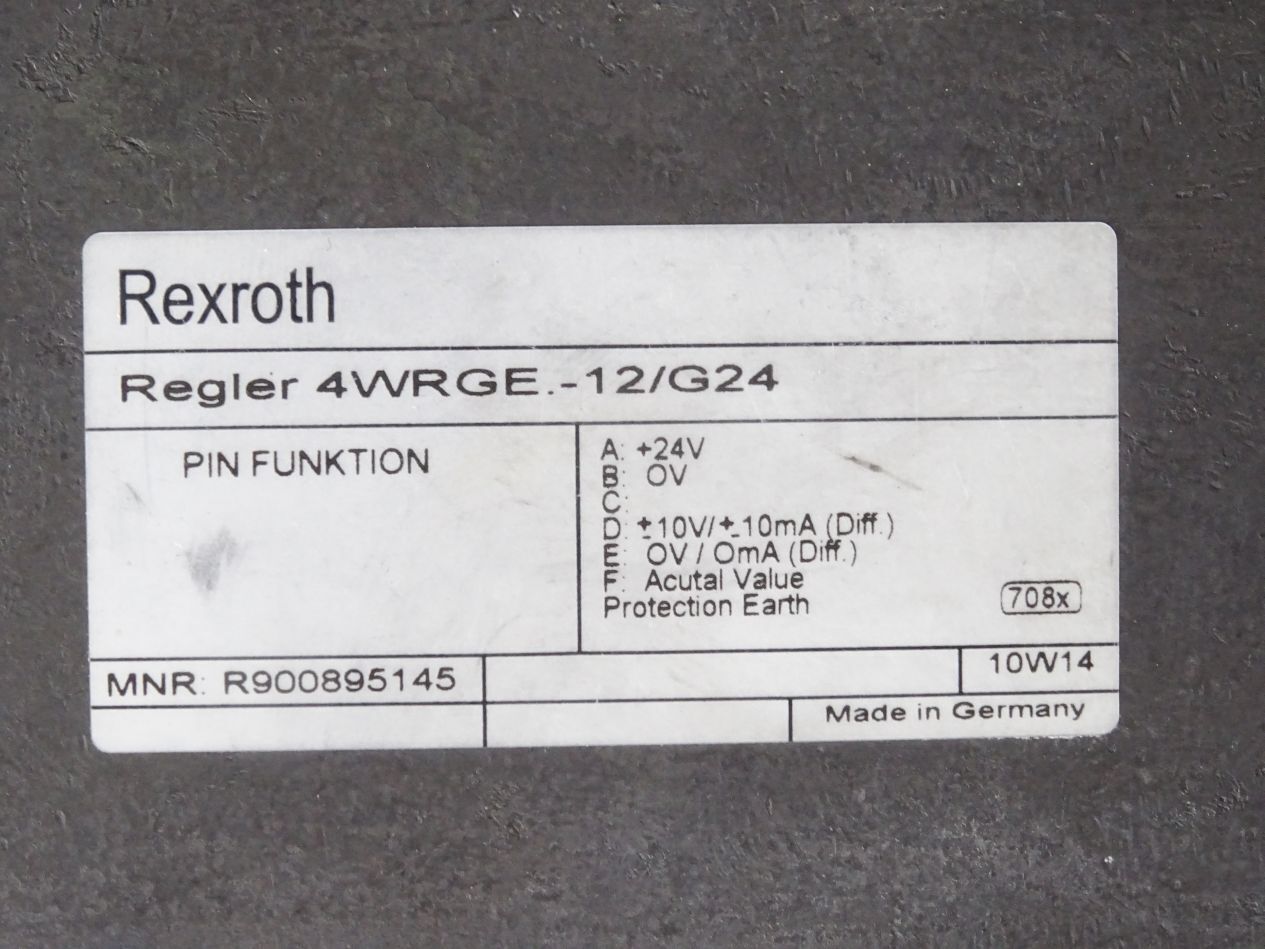 Rexroth
Regler 4WRGE.-12/G24
PIN FUNKTION
A: +24V
B: 0V
C:
D: ±10V/±10mA (Diff.)
E: 0V / 0mA (Diff.)
F: Acutal Value
Protection Earth
708x
MNR: R900895145
10W14
Made in Germany